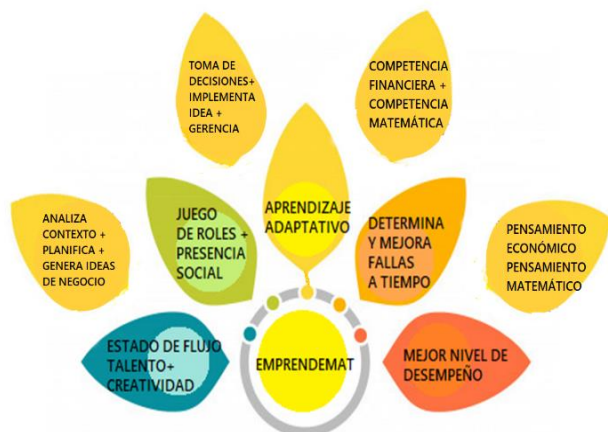 TOMA DE
DECISIONES+
IMPLEMENTA
IDEA +
GERENCIA
COMPETENCIA
FINANCIERA +
COMPETENCIA
MATEMÁTICA
ANALIZA
CONTEXTO +
PLANIFICA +
GENERA IDEAS
DE NEGOCIO
JUEGO
DE ROLES +
PRESENCIA
SOCIAL
APRENDIZAJE
ADAPTATIVO
DETERMINA
Y MEJORA
FALLAS
A TIEMPO
PENSAMIENTO
ECONÓMICO
PENSAMIENTO
MATEMÁTICO
ESTADO DE FLUJO
TALENTO+
CREATIVIDAD
EMPRENDEMAT
MEJOR NIVEL DE
DESEMPEÑO